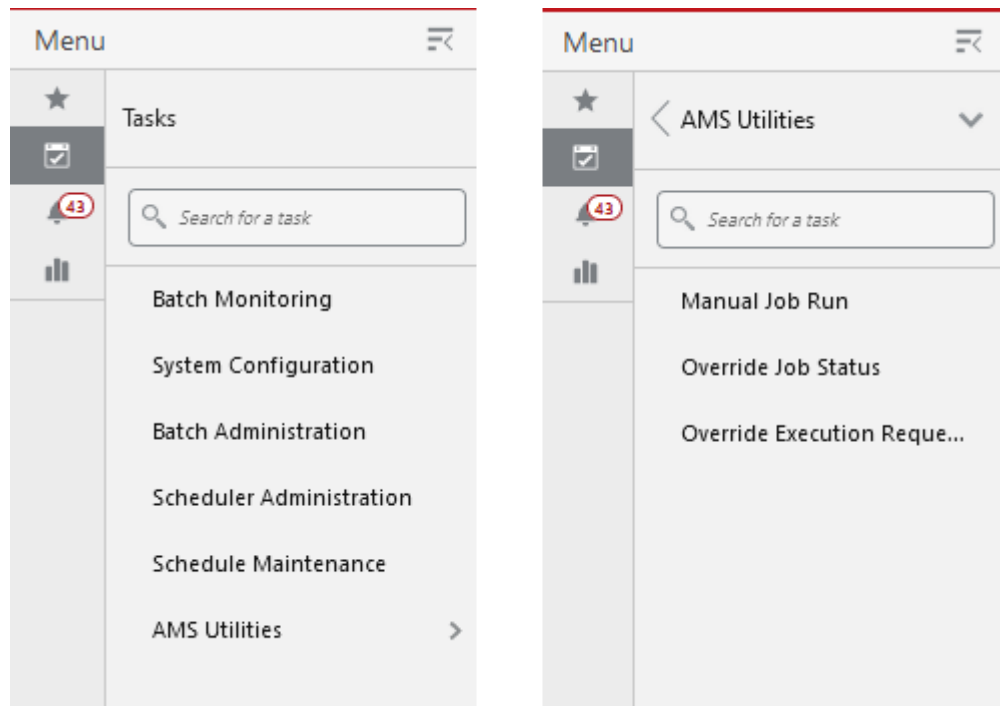 Menu
Tasks
43
Search for a task
Batch Monitoring
System Configuration
Batch Administration
Scheduler Administration
Schedule Maintenance
AMS Utilities
Menu
AMS Utilities
43
Search for a task
Manual Job Run
Override Job Status
Override Execution Reque...